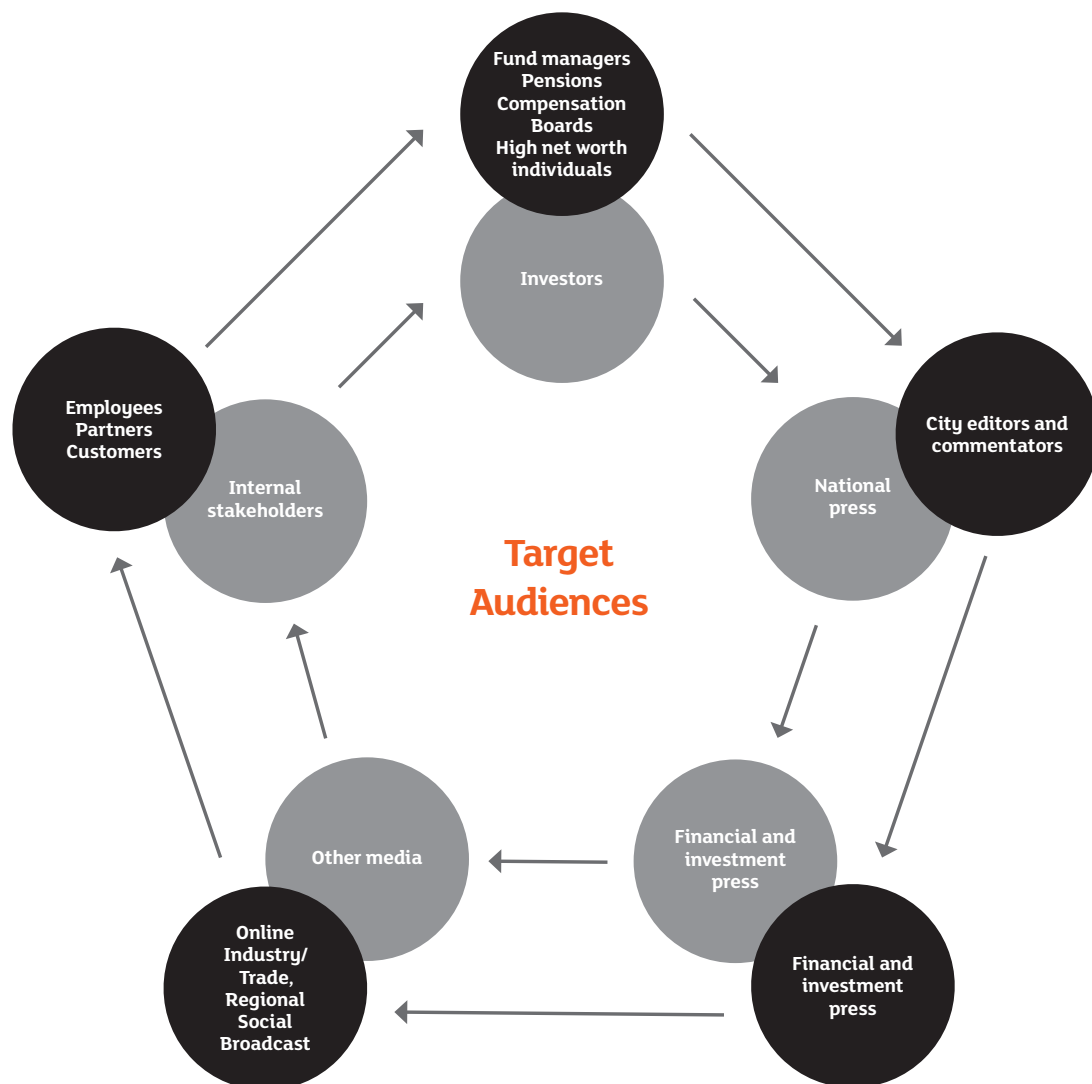 Fund managers
Pensions
Compensation
Boards
High net worth
individuals
Investors
City editors and
commentators
National
press
Employees
Partners
Customers
Internal
stakeholders
Target
Audiences
Financial and
investment
press
Financial and
investment
press
Other media
Online
Industry/
Trade,
Regional
Social
Broadcast